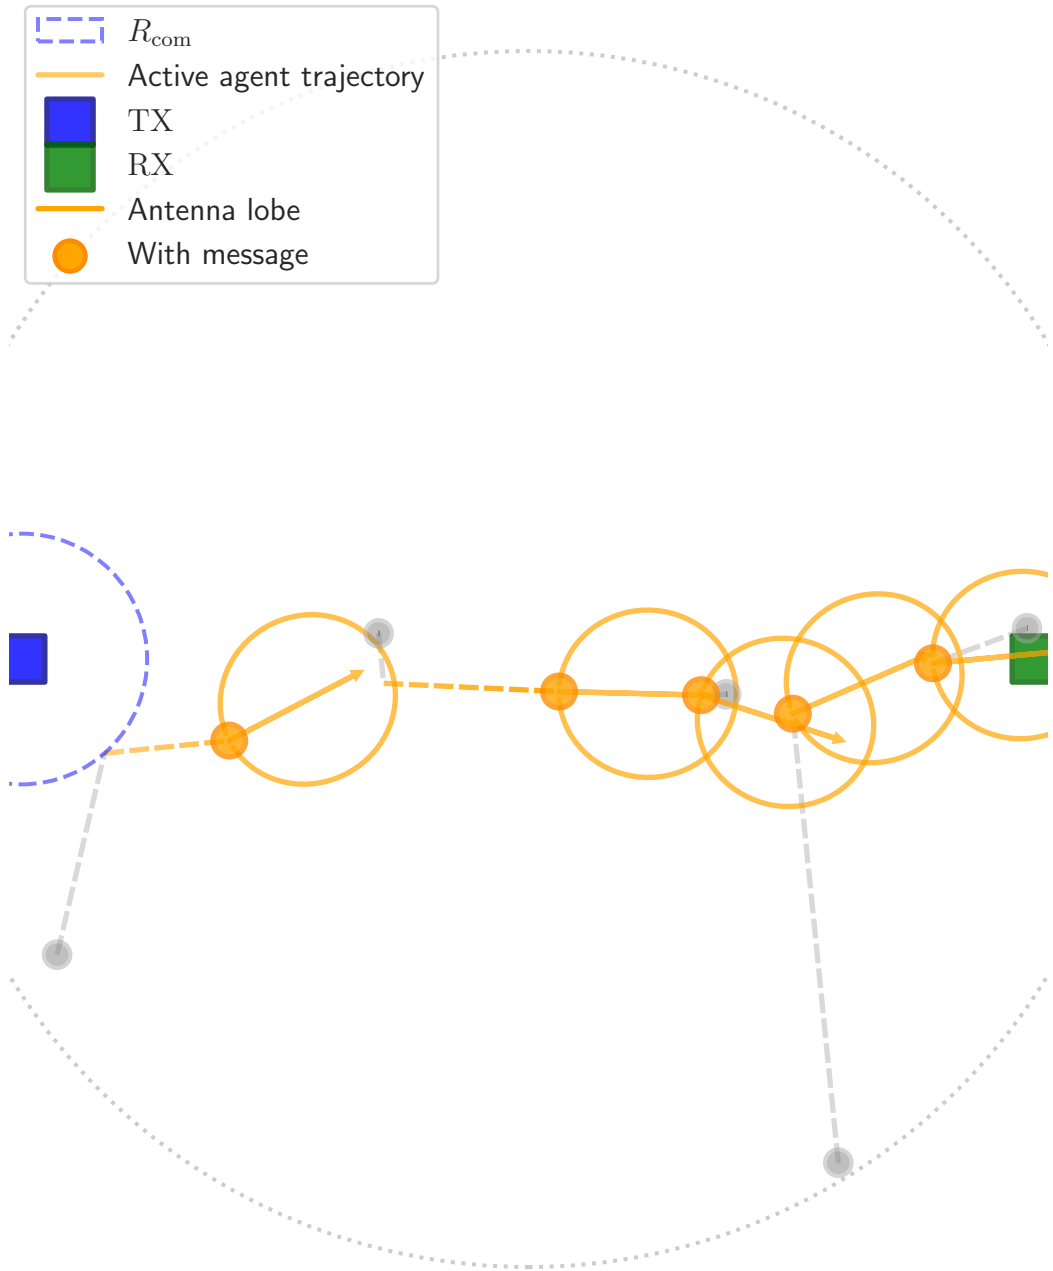 R_com
Active agent trajectory
TX
RX
Antenna lobe
With message